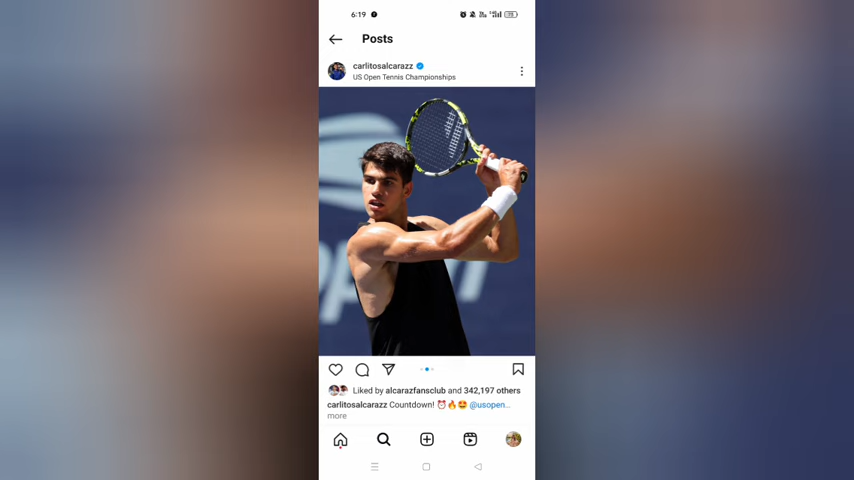 6:19
Posts
carlitosalcarazz
US Open Tennis Championships
Liked by alcarazfansclub and 342,197 others
carlitosalcarazz Countdown! ⏰🔥🤩 @usopen...
more